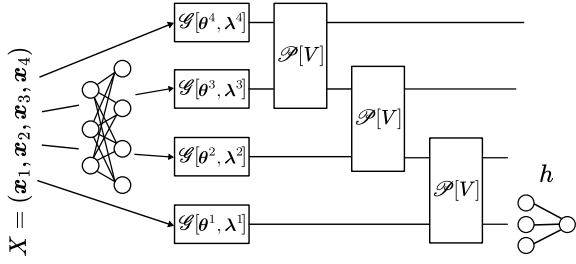 X = (x₁, x₂, x₃, x₄)
𝒢[θ⁴, λ⁴]
𝒫[V]
𝒢[θ³, λ³]
𝒫[V]
𝒢[θ², λ²]
𝒫[V]
h
𝒢[θ¹, λ¹]